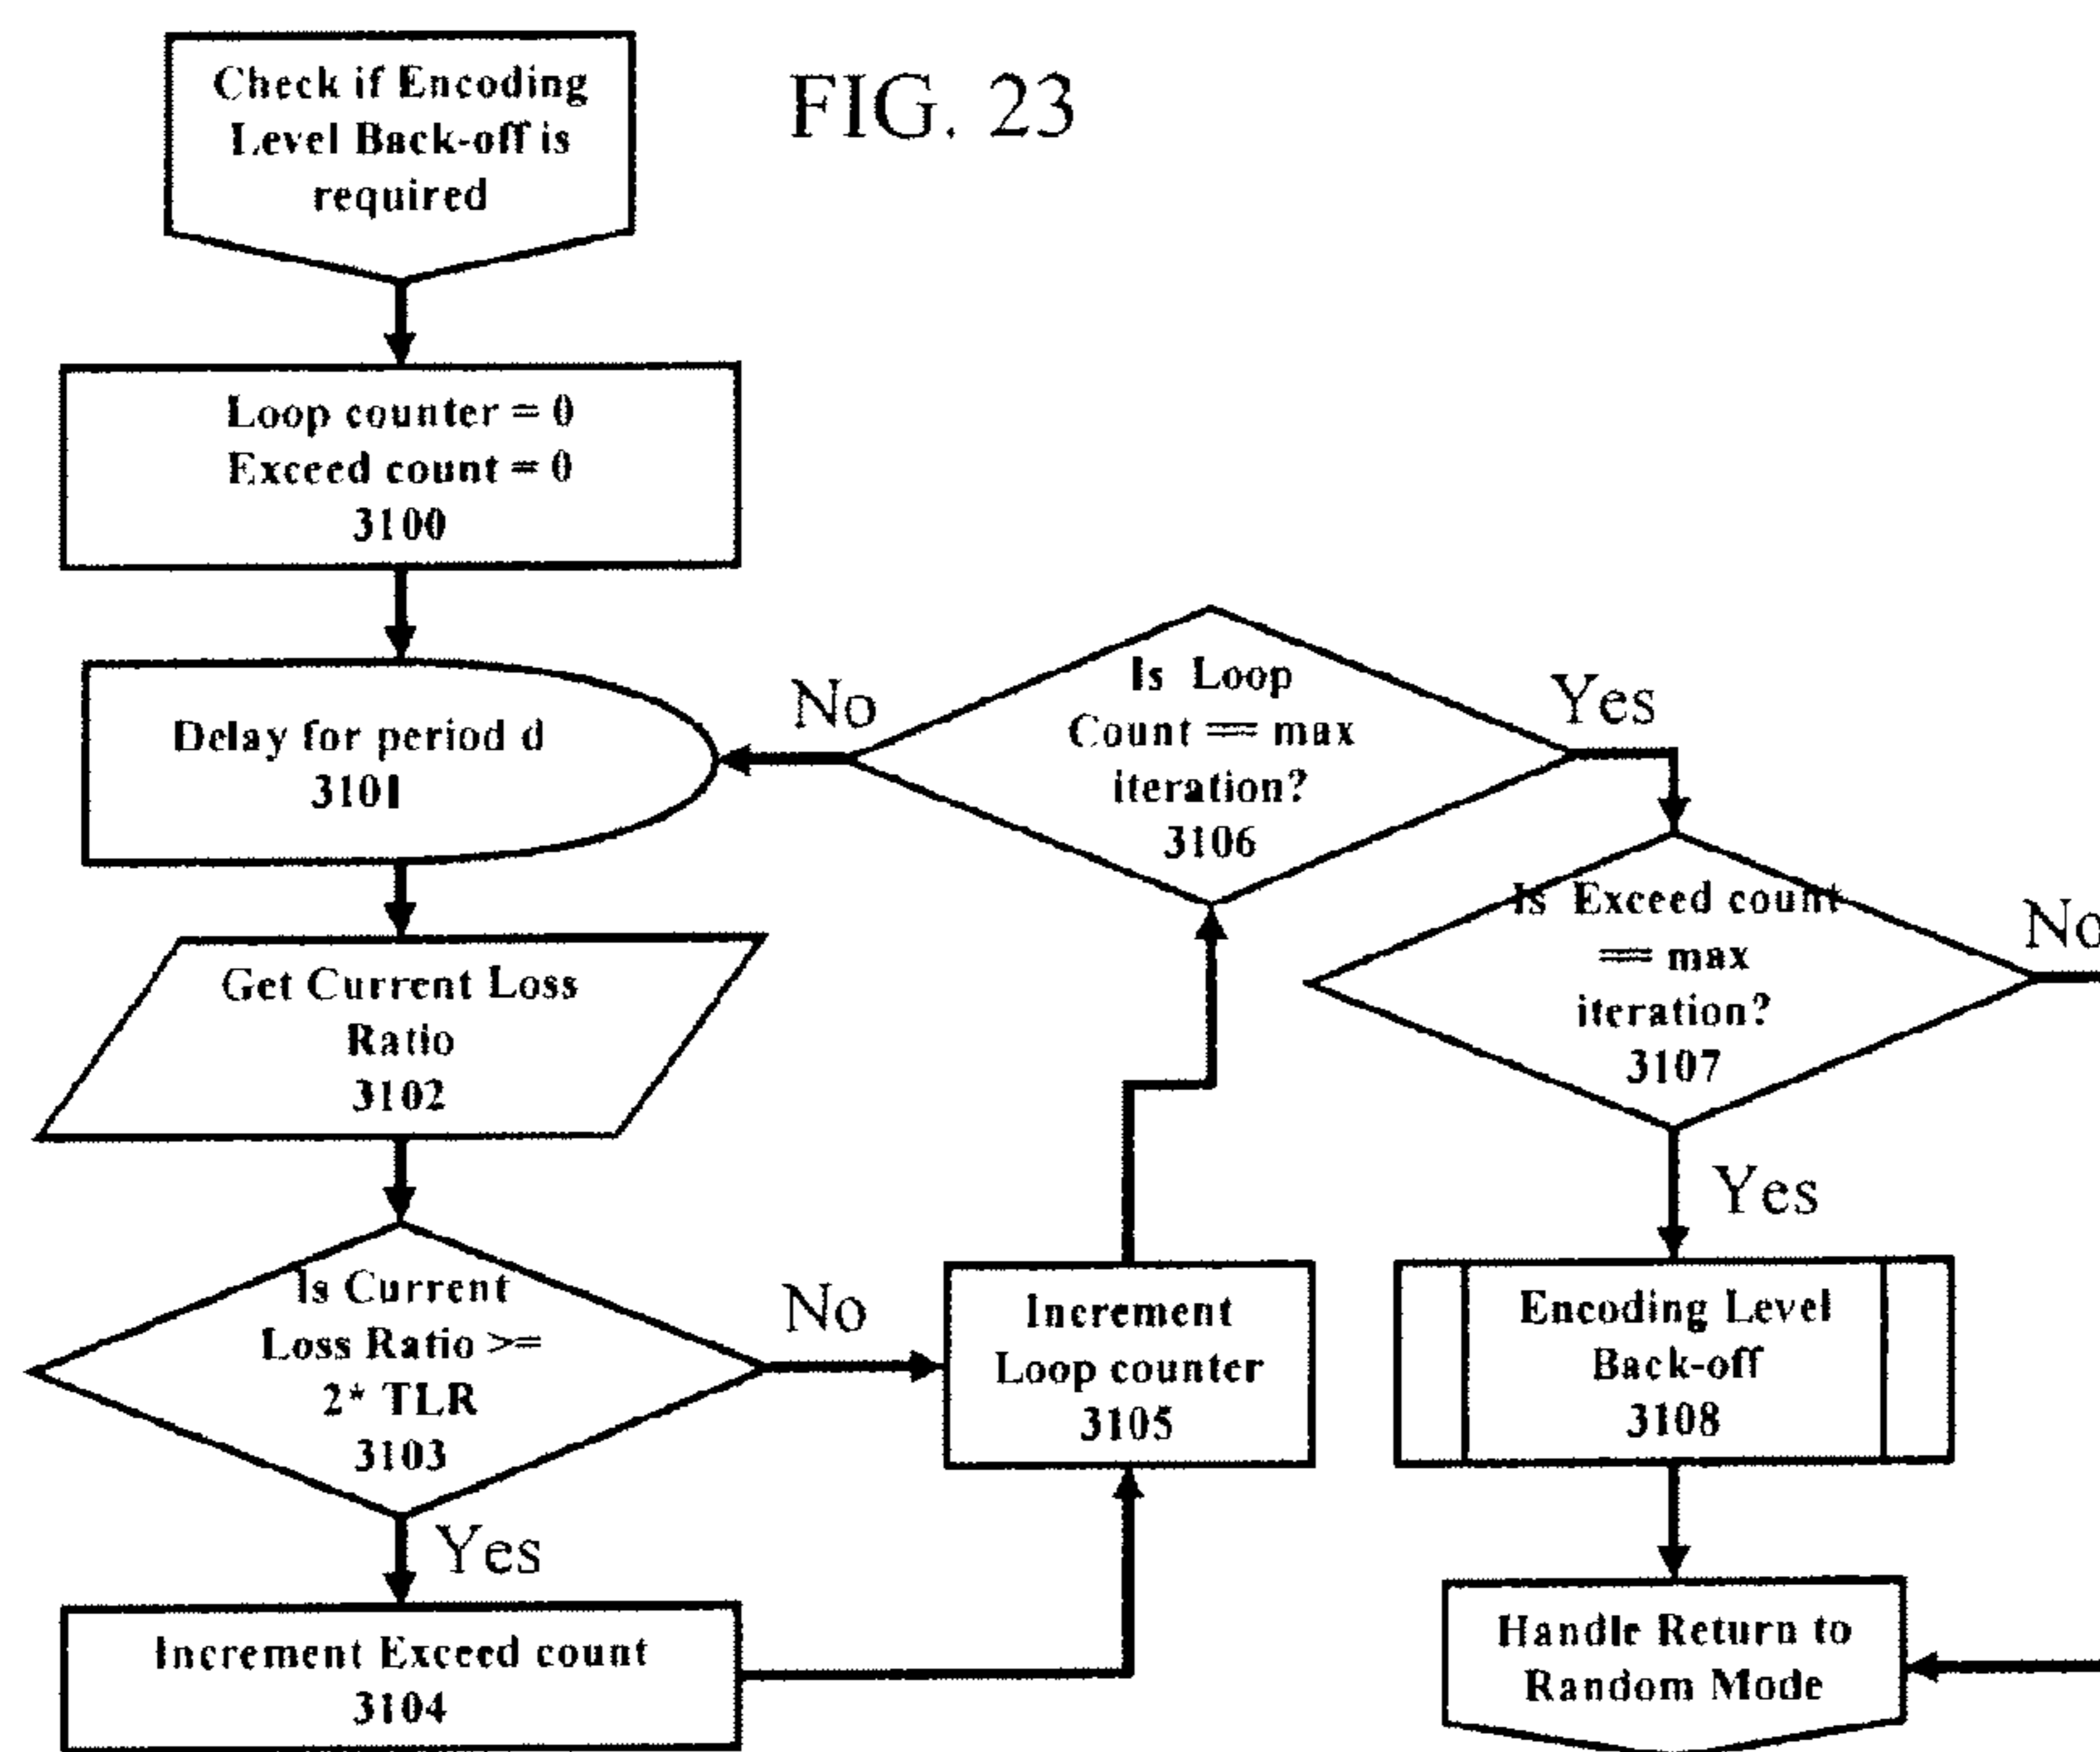 Check if Encoding
Level Back-off is
required
FIG. 23
Loop counter = 0
Exceed count = 0
3100
Delay for period d
3101
Get Current Loss
Ratio
3102
Is Current
Loss Ratio >=
2* TLR
3103
Yes
No
Increment Exceed count
3104
Increment
Loop counter
3105
Is Loop
Count == max
iteration?
3106
No
Yes
Is Exceed count
== max
iteration?
3107
No
Yes
Encoding Level
Back-off
3108
Handle Return to
Random Mode